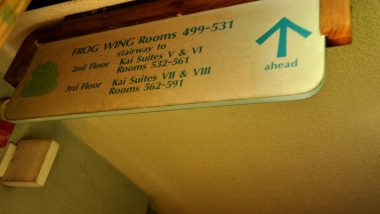 FROG WING Rooms 499-531
stairway to
2nd Floor Kai Suites V & VI
Rooms 532-561
3rd Floor Kai Suites VII & VIII
Rooms 562-591
ahead